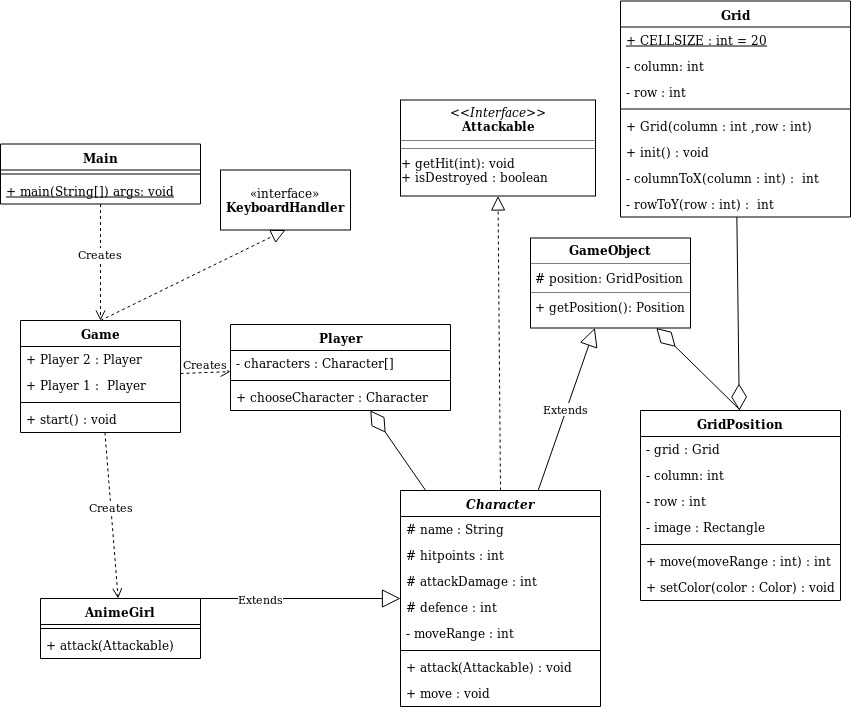 Grid
+ CELLSIZE : int = 20
- column: int
- row : int
+ Grid(column : int ,row : int)
+ init() : void
- columnToX(column : int) :  int
- rowToY(row : int) :  int
<<Interface>>
Attackable
+ getHit(int): void
+ isDestroyed : boolean
Main
+ main(String[]) args: void
«interface»
KeyboardHandler
Creates
GameObject
# position: GridPosition
+ getPosition(): Position
Game
+ Player 2 : Player
+ Player 1 :  Player
+ start() : void
Creates
Player
- characters : Character[]
+ chooseCharacter : Character
Extends
GridPosition
- grid : Grid
- column: int
- row : int
- image : Rectangle
+ move(moveRange : int) : int
+ setColor(color : Color) : void
Creates
Character
# name : String
# hitpoints : int
# attackDamage : int
# defence : int
- moveRange : int
+ attack(Attackable) : void
+ move : void
Extends
AnimeGirl
+ attack(Attackable)